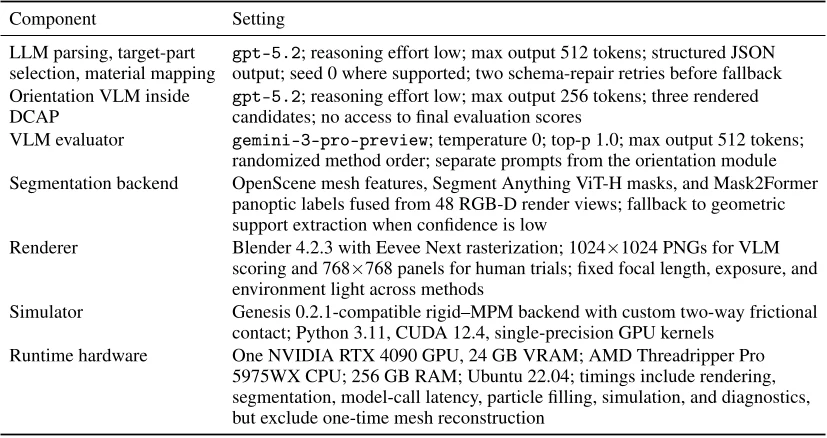 Component Setting
LLM parsing, target-part gpt-5.2; reasoning effort low; max output 512 tokens; structured JSON
selection, material mapping output; seed 0 where supported; two schema-repair retries before fallback
Orientation VLM inside gpt-5.2; reasoning effort low; max output 256 tokens; three rendered
DCAP candidates; no access to final evaluation scores
VLM evaluator gemini-3-pro-preview; temperature 0; top-p 1.0; max output 512 tokens;
randomized method order; separate prompts from the orientation module
Segmentation backend OpenScene mesh features, Segment Anything ViT-H masks, and Mask2Former
panoptic labels fused from 48 RGB-D render views; fallback to geometric
support extraction when confidence is low
Renderer Blender 4.2.3 with Eevee Next rasterization; 1024×1024 PNGs for VLM
scoring and 768×768 panels for human trials; fixed focal length, exposure, and
environment light across methods
Simulator Genesis 0.2.1-compatible rigid–MPM backend with custom two-way frictional
contact; Python 3.11, CUDA 12.4, single-precision GPU kernels
Runtime hardware One NVIDIA RTX 4090 GPU, 24 GB VRAM; AMD Threadripper Pro
5975WX CPU; 256 GB RAM; Ubuntu 22.04; timings include rendering,
segmentation, model-call latency, particle filling, simulation, and diagnostics,
but exclude one-time mesh reconstruction